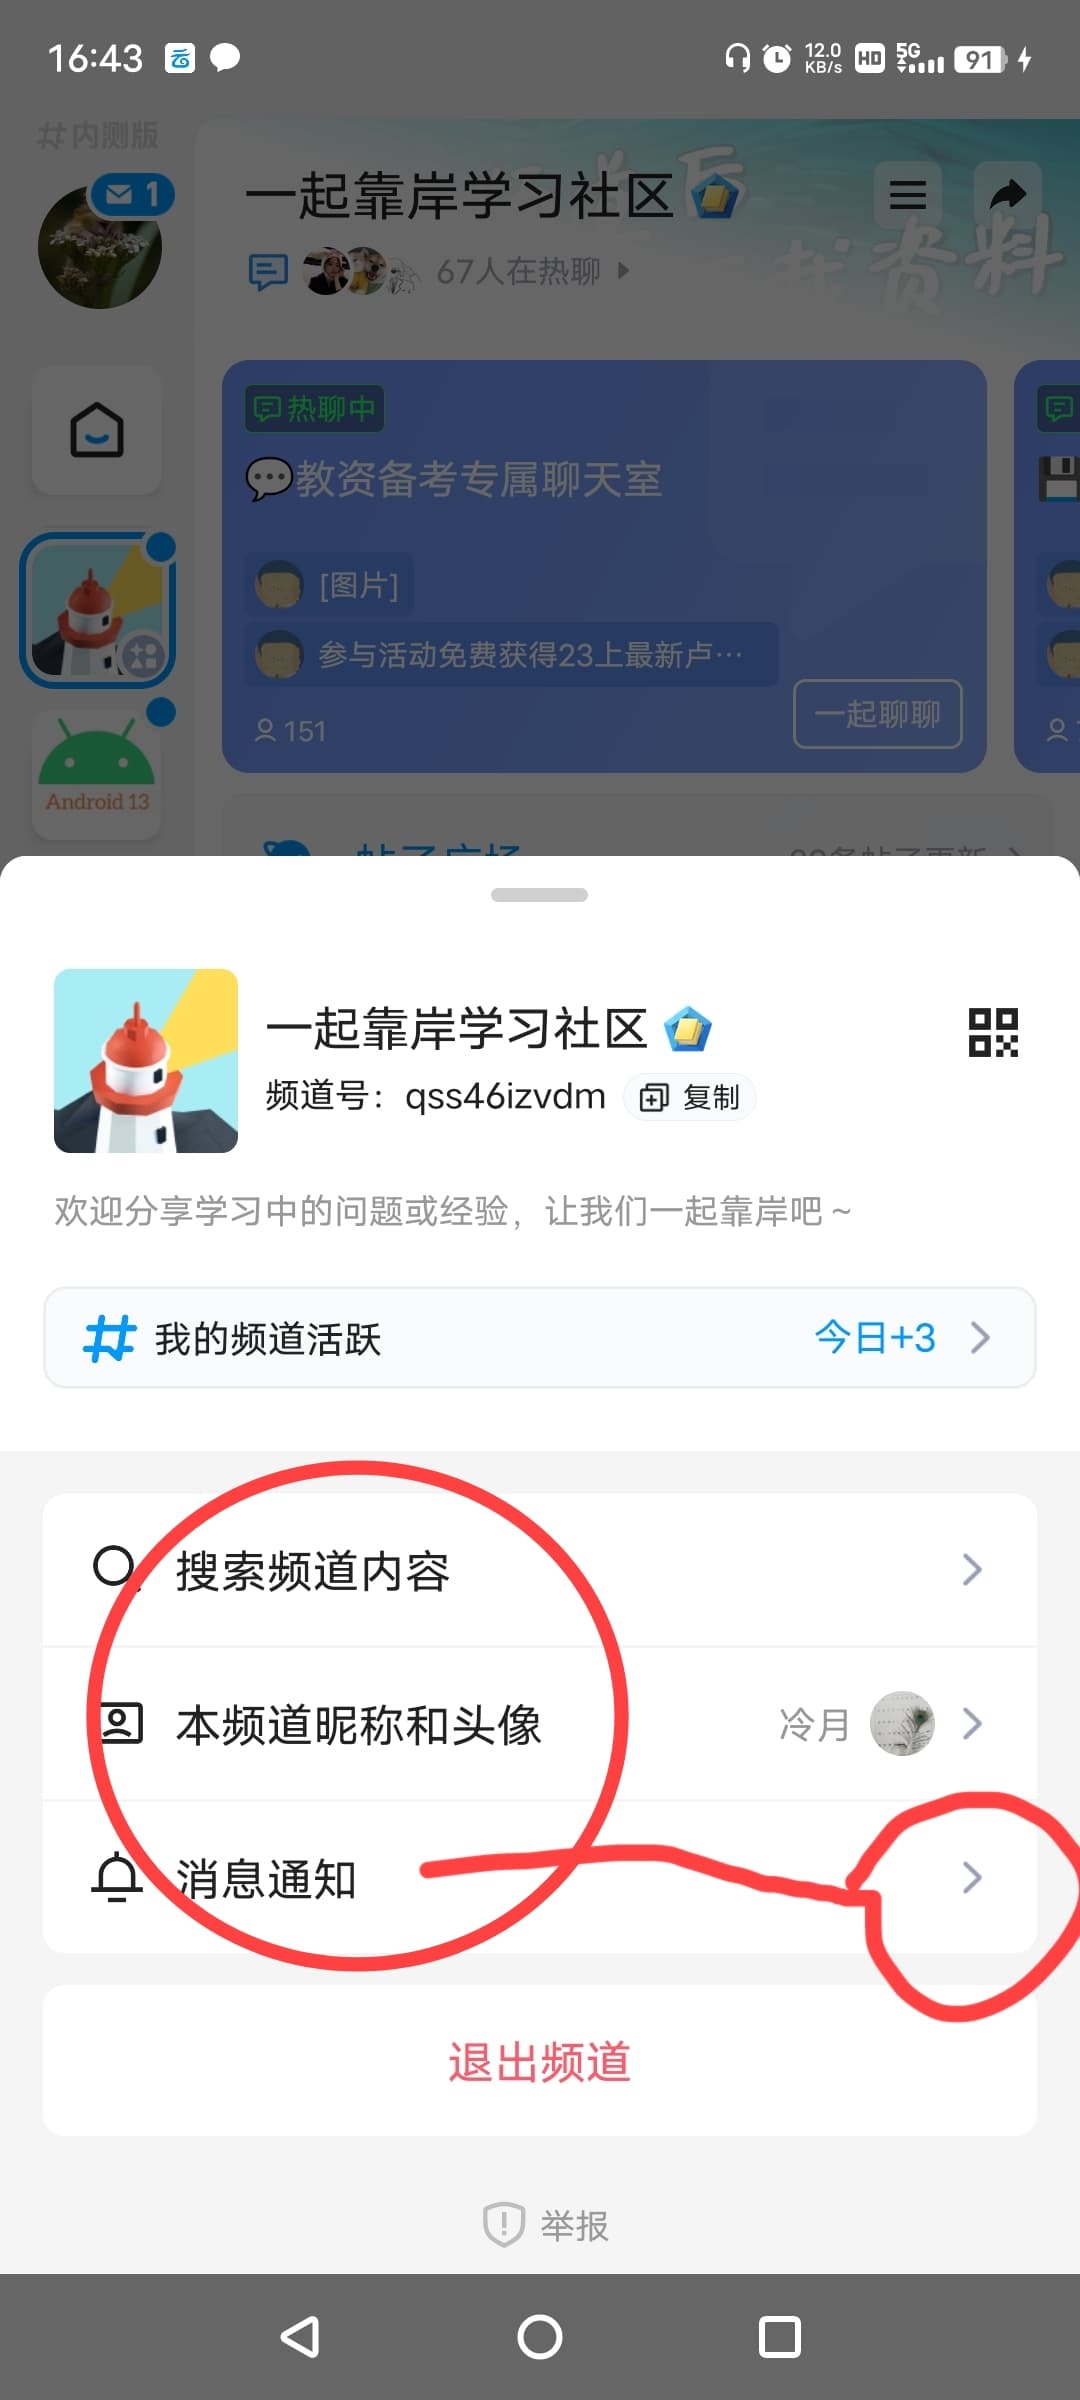 16:43
12.0
KB/s
HD
5G
91
#内测版
1
一起靠岸学习社区
资料
67人在热聊
热聊中
教资备考专属聊天室
[图片]
参与活动免费获得23上最新卢…
151
一起聊聊
Android 13
一起靠岸学习社区
频道号：qss46izvdm
复制
欢迎分享学习中的问题或经验，让我们一起靠岸吧~
我的频道活跃
今日+3
搜索频道内容
本频道昵称和头像
冷月
消息通知
退出频道
举报